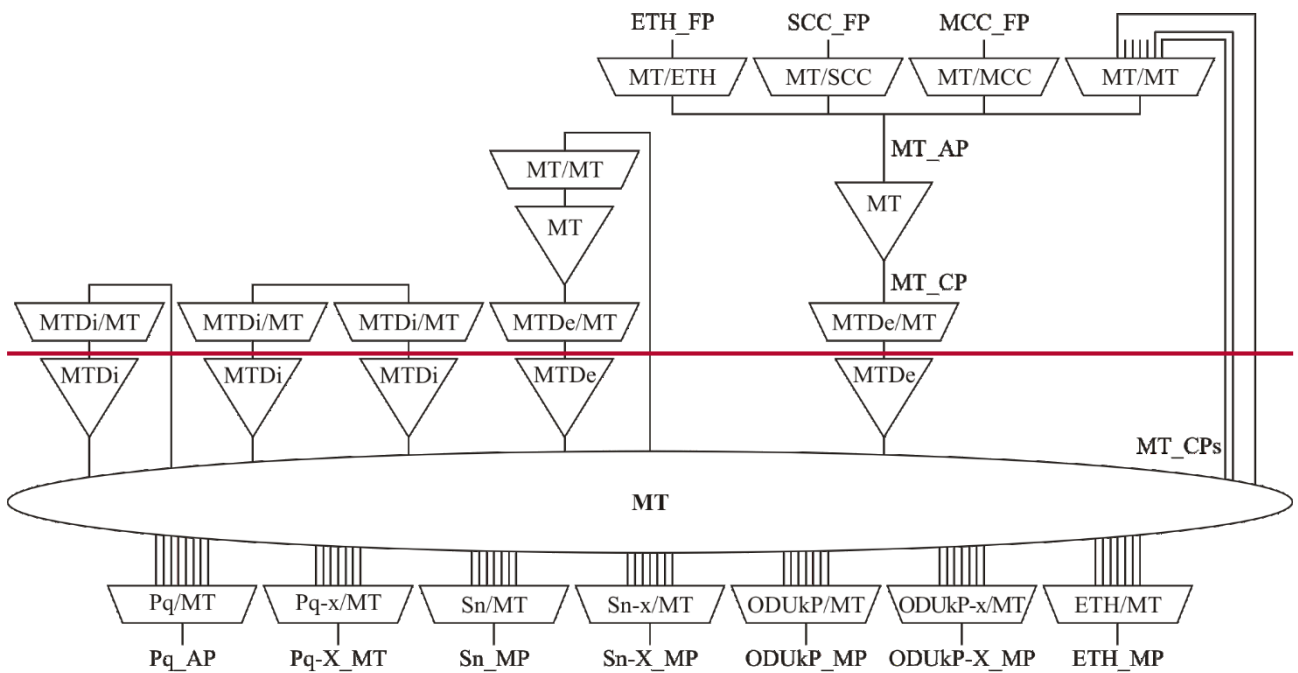 ETH_FP SCC_FP MCC_FP
MT/ETH MT/SCC MT/MCC MT/MT
MT_AP
MT/MT
MT
MT
MT_CP
MTDi/MT MTDi/MT MTDi/MT MTDe/MT MTDe/MT
MTDi MTDi MTDi MTDe MTDe
MT_CPs
MT
Pq/MT Pq-x/MT Sn/MT Sn-x/MT ODUkP/MT ODUkP-x/MT ETH/MT
Pq_AP Pq-X_MT Sn_MP Sn-X_MP ODUkP_MP ODUkP-X_MP ETH_MP